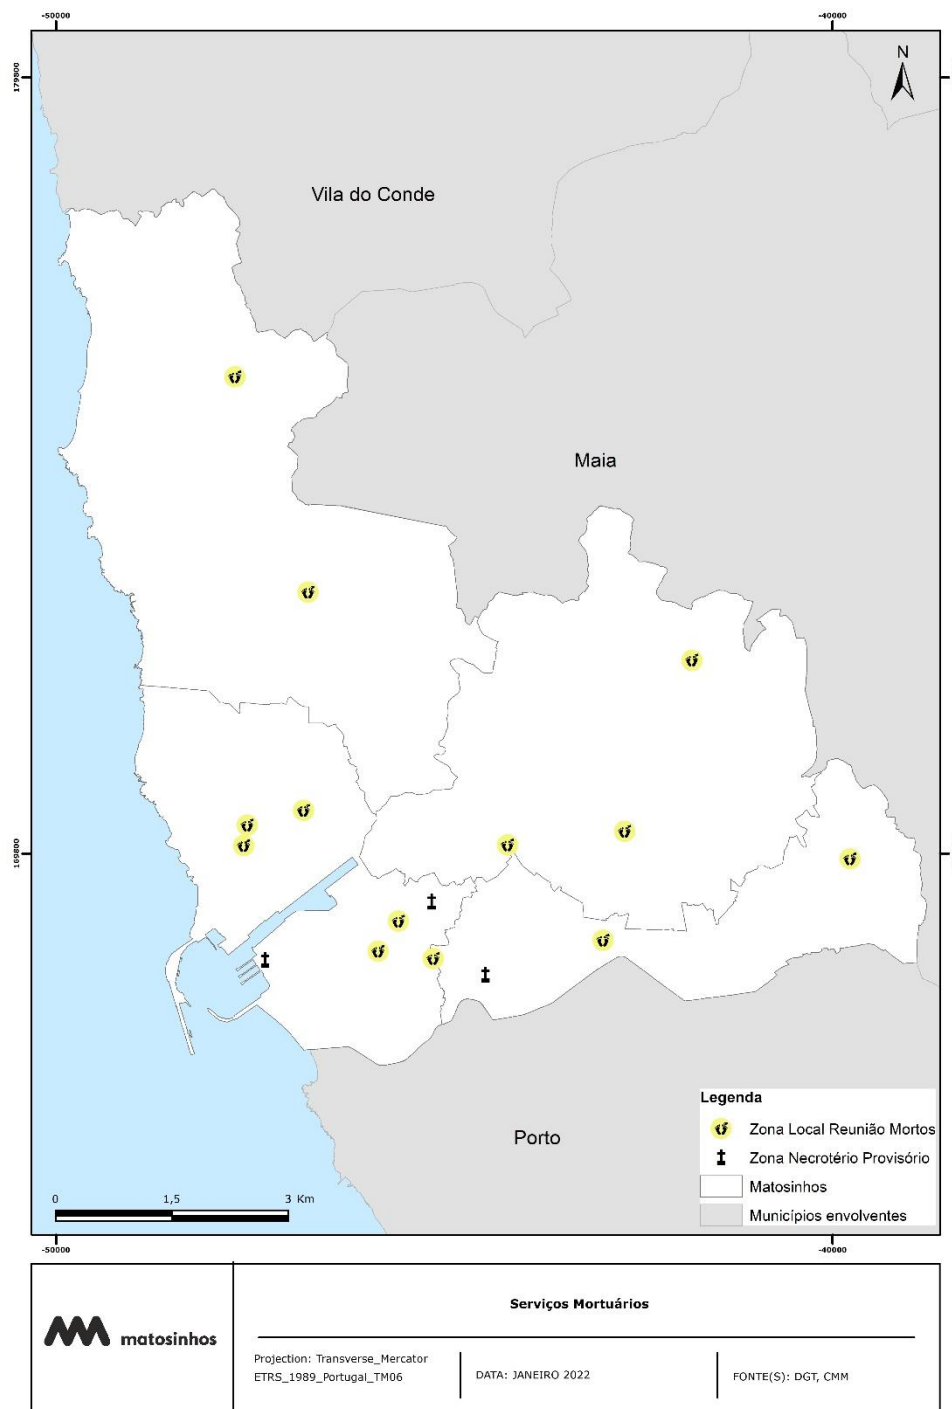 -50000
-40000
179800
N
Vila do Conde
Maia
169800
Porto
Legenda
Zona Local Reunião Mortos
Zona Necrotério Provisório
Matosinhos
Municípios envolventes
0 1,5 3 Km
-50000
-40000
matosinhos
Serviços Mortuários
Projection: Transverse_Mercator
ETRS_1989_Portugal_TM06
DATA: JANEIRO 2022
FONTE(S): DGT, CMM